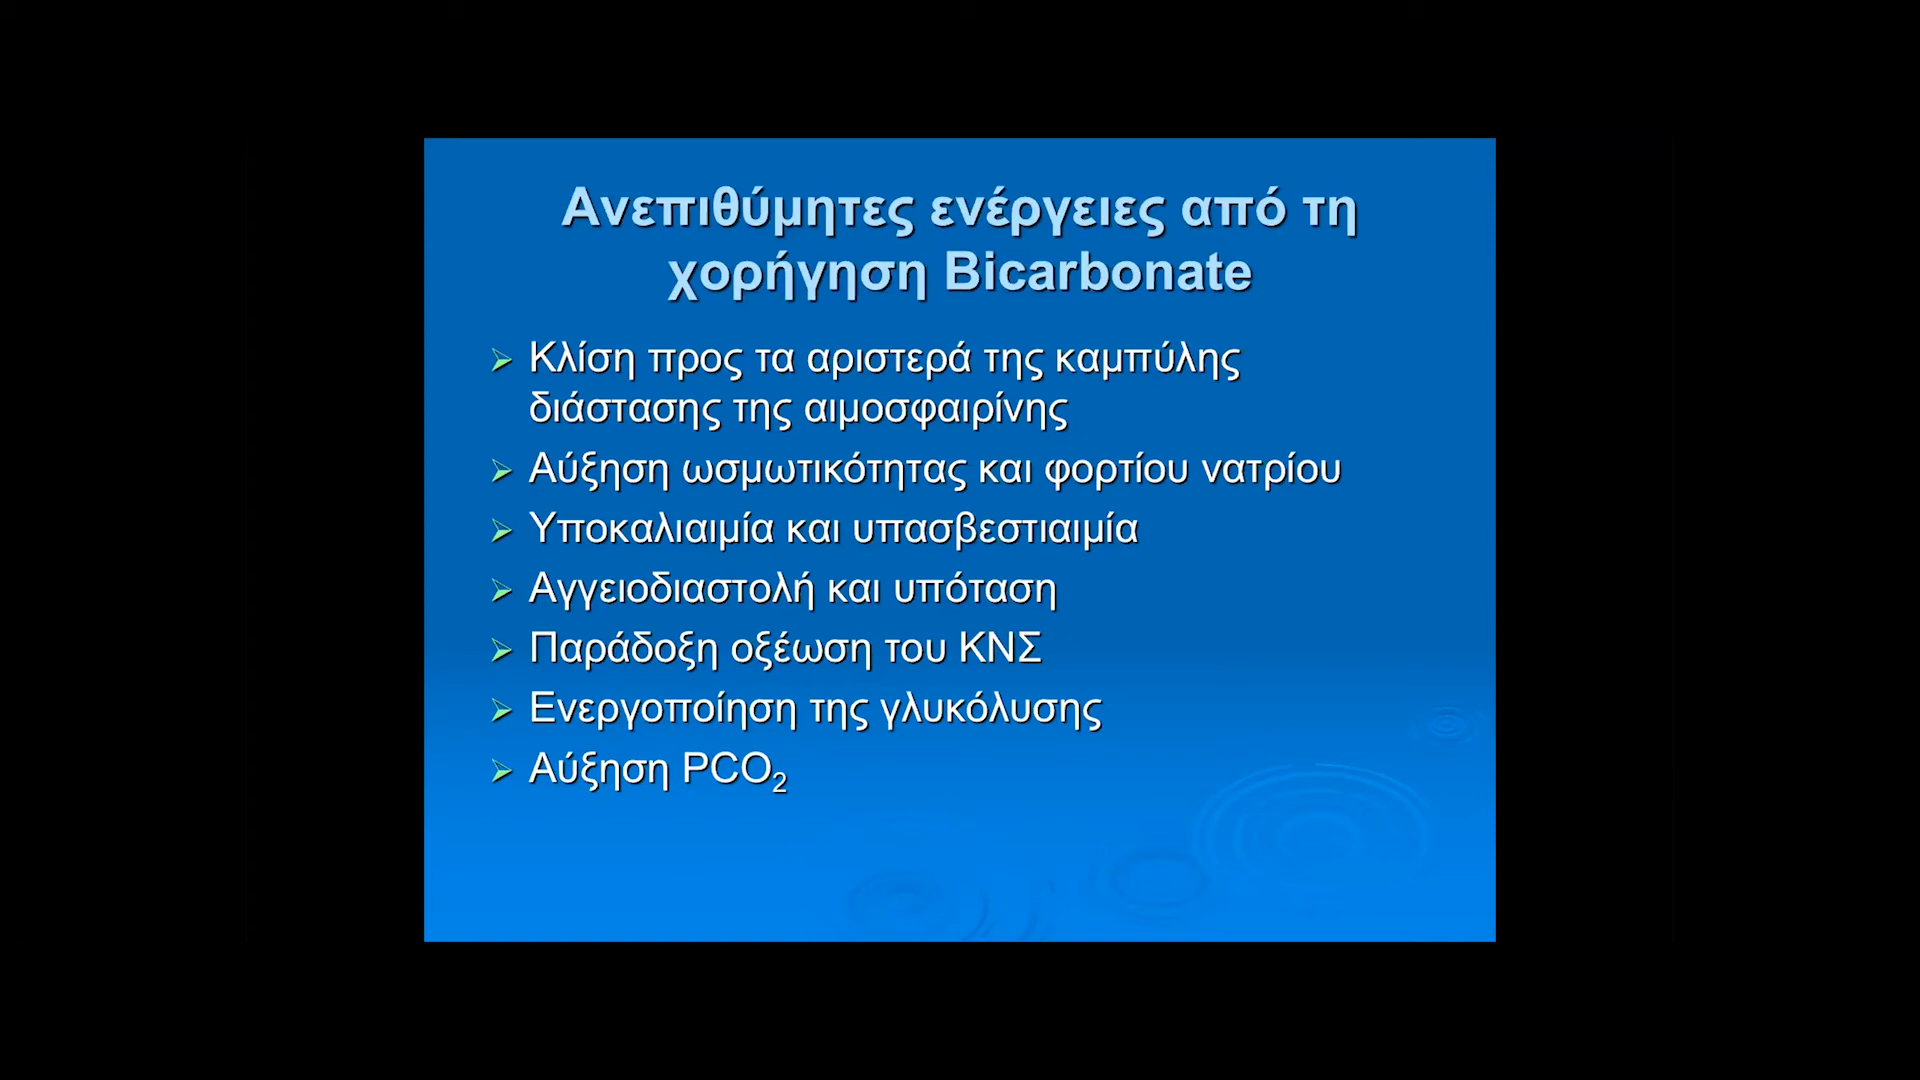 Ανεπιθύμητες ενέργειες από τη
χορήγηση Bicarbonate
➢ Κλίση προς τα αριστερά της καμπύλης
διάστασης της αιμοσφαιρίνης
➢ Αύξηση ωσμωτικότητας και φορτίου νατρίου
➢ Υποκαλιαιμία και υπασβεστιαιμία
➢ Αγγειοδιαστολή και υπόταση
➢ Παράδοξη οξέωση του ΚΝΣ
➢ Ενεργοποίηση της γλυκόλυσης
➢ Αύξηση PCO₂